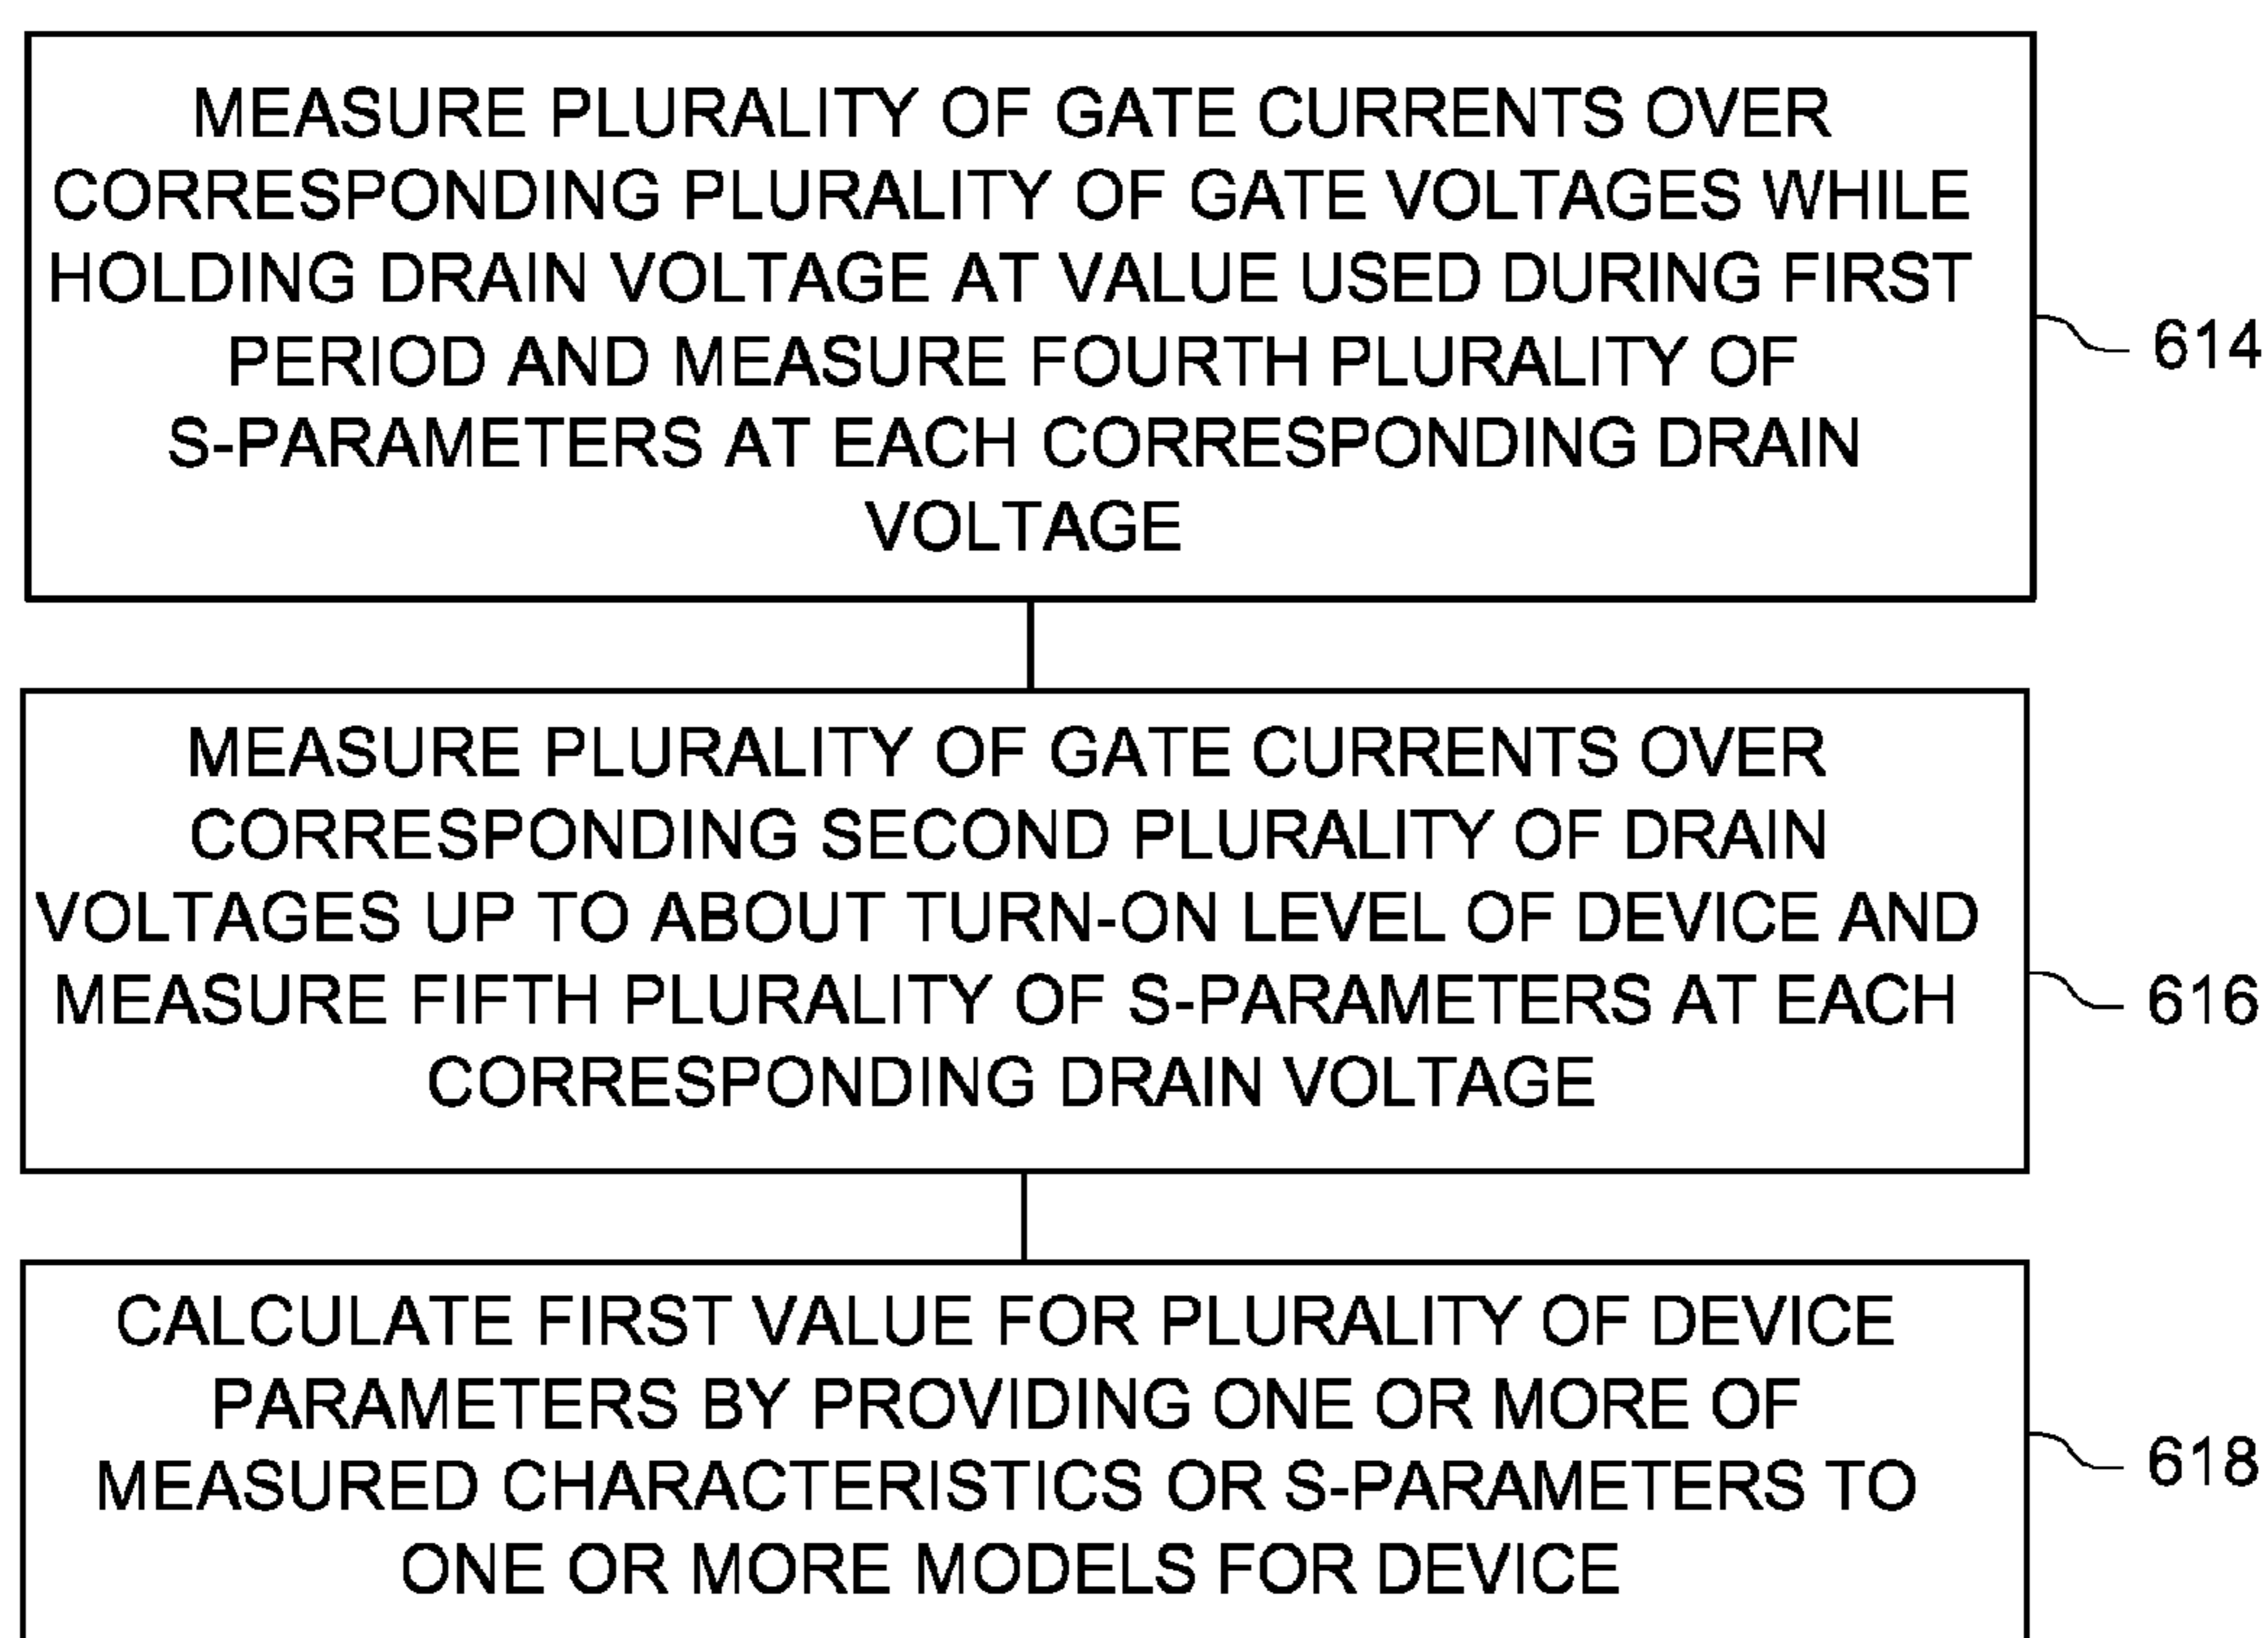 MEASURE PLURALITY OF GATE CURRENTS OVER
CORRESPONDING PLURALITY OF GATE VOLTAGES WHILE
HOLDING DRAIN VOLTAGE AT VALUE USED DURING FIRST
PERIOD AND MEASURE FOURTH PLURALITY OF
S-PARAMETERS AT EACH CORRESPONDING DRAIN
VOLTAGE
614
MEASURE PLURALITY OF GATE CURRENTS OVER
CORRESPONDING SECOND PLURALITY OF DRAIN
VOLTAGES UP TO ABOUT TURN-ON LEVEL OF DEVICE AND
MEASURE FIFTH PLURALITY OF S-PARAMETERS AT EACH
CORRESPONDING DRAIN VOLTAGE
616
CALCULATE FIRST VALUE FOR PLURALITY OF DEVICE
PARAMETERS BY PROVIDING ONE OR MORE OF
MEASURED CHARACTERISTICS OR S-PARAMETERS TO
ONE OR MORE MODELS FOR DEVICE
618